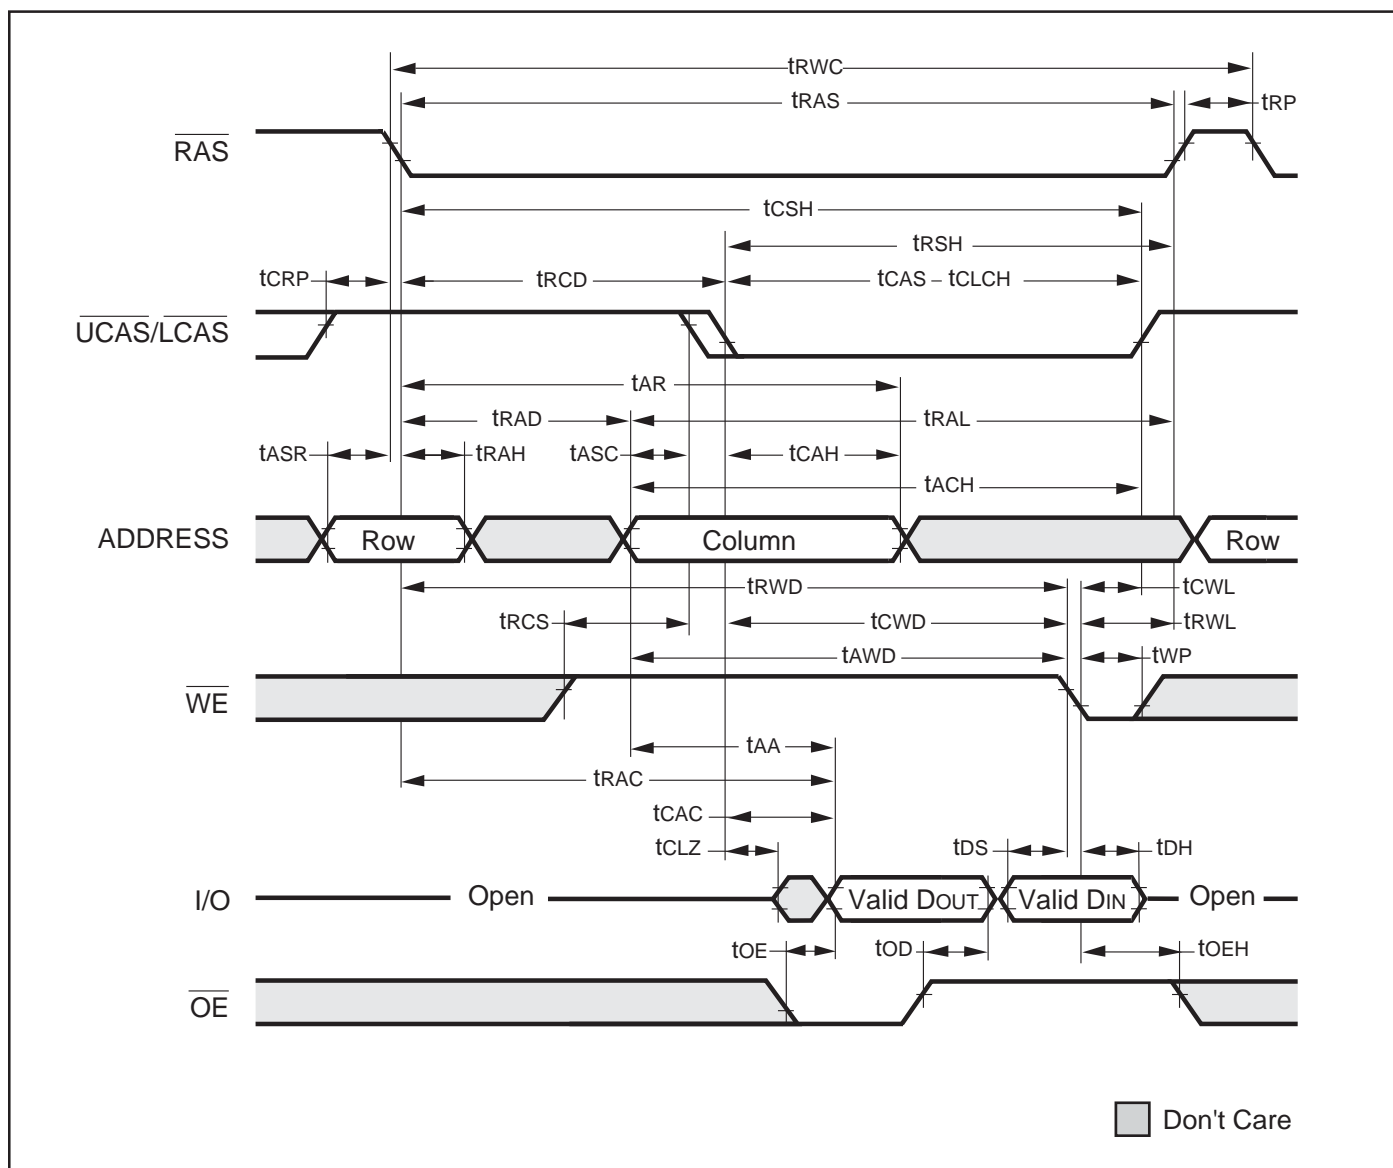 tRWC
tRAS
tRP
RAS
tCSH
tRSH
tCRP
tRCD
tCAS – tCLCH
UCAS/LCAS
tAR
tRAD
tRAL
tASR
tRAH
tASC
tCAH
tACH
ADDRESS
Row
Column
Row
tRWD
tCWL
tRCS
tCWD
tRWL
tAWD
tWP
WE
tAA
tRAC
tCAC
tCLZ
tDS
tDH
I/O
Open
Valid DOUT
Valid DIN
Open
tOE
tOD
tOEH
OE
Don't Care